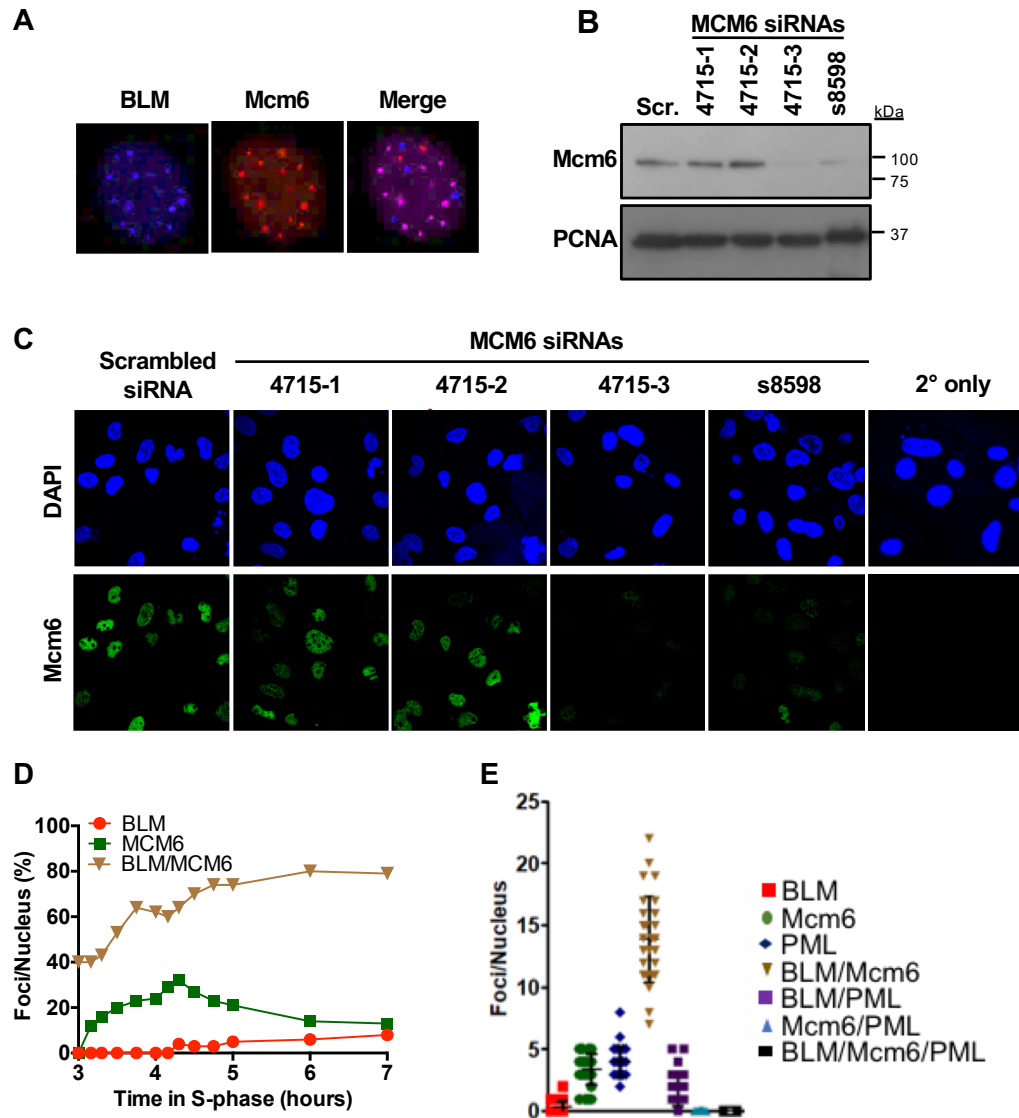 A
BLM Mcm6 Merge
B
MCM6 siRNAs
Scr. 4715-1 4715-2 4715-3 s8598
kDa
Mcm6
100
75
PCNA
37
C
MCM6 siRNAs
Scrambled
siRNA
4715-1 4715-2 4715-3 s8598 2° only
DAPI
Mcm6
D
Foci/Nucleus (%)
100
80
60
40
20
0
BLM
MCM6
BLM/MCM6
3 4 5 6 7
Time in S-phase (hours)
E
Foci/Nucleus
25
20
15
10
5
0
BLM
Mcm6
PML
BLM/Mcm6
BLM/PML
Mcm6/PML
BLM/Mcm6/PML